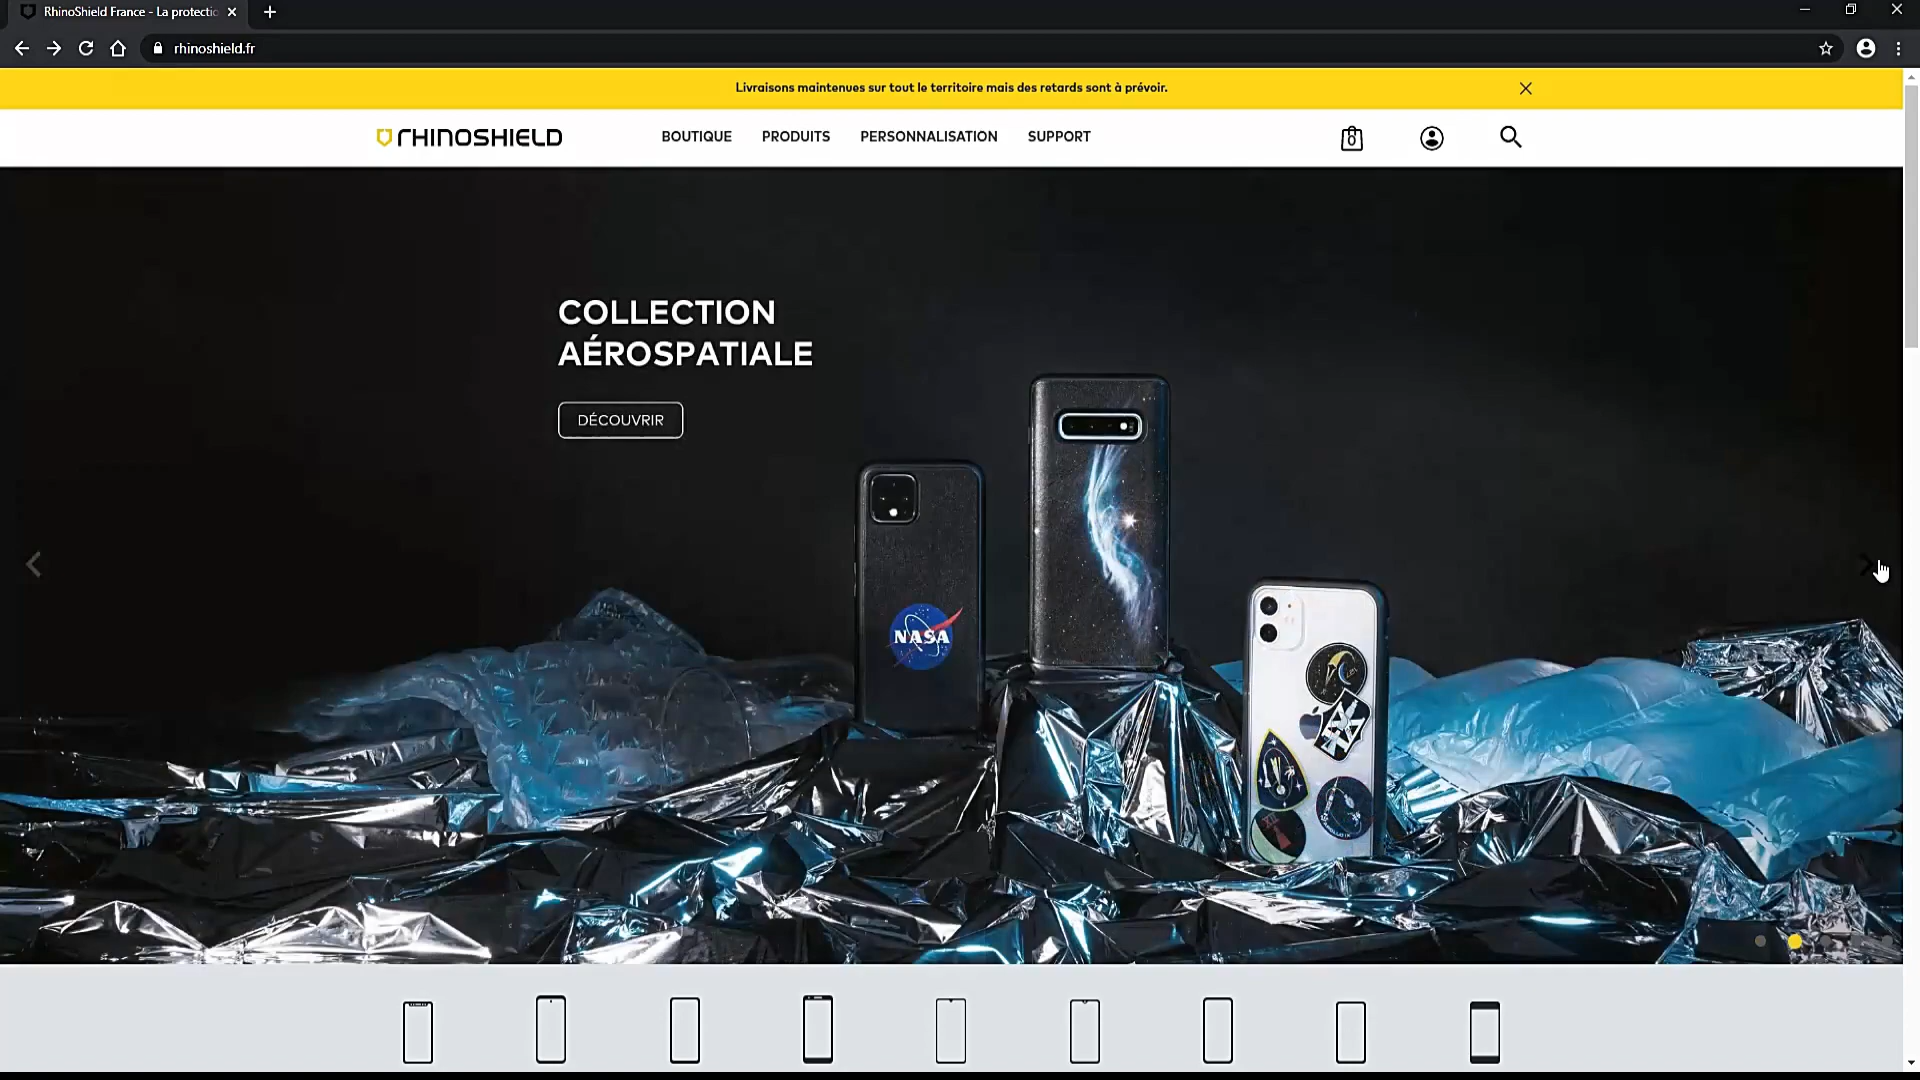 RhinoShield France - La protectio
rhinoshield.fr
Livraisons maintenues sur tout le territoire mais des retards sont à prévoir.
RHINOSHIELD
BOUTIQUE PRODUITS PERSONNALISATION SUPPORT
0
COLLECTION
AÉROSPATIALE
DÉCOUVRIR
NASA